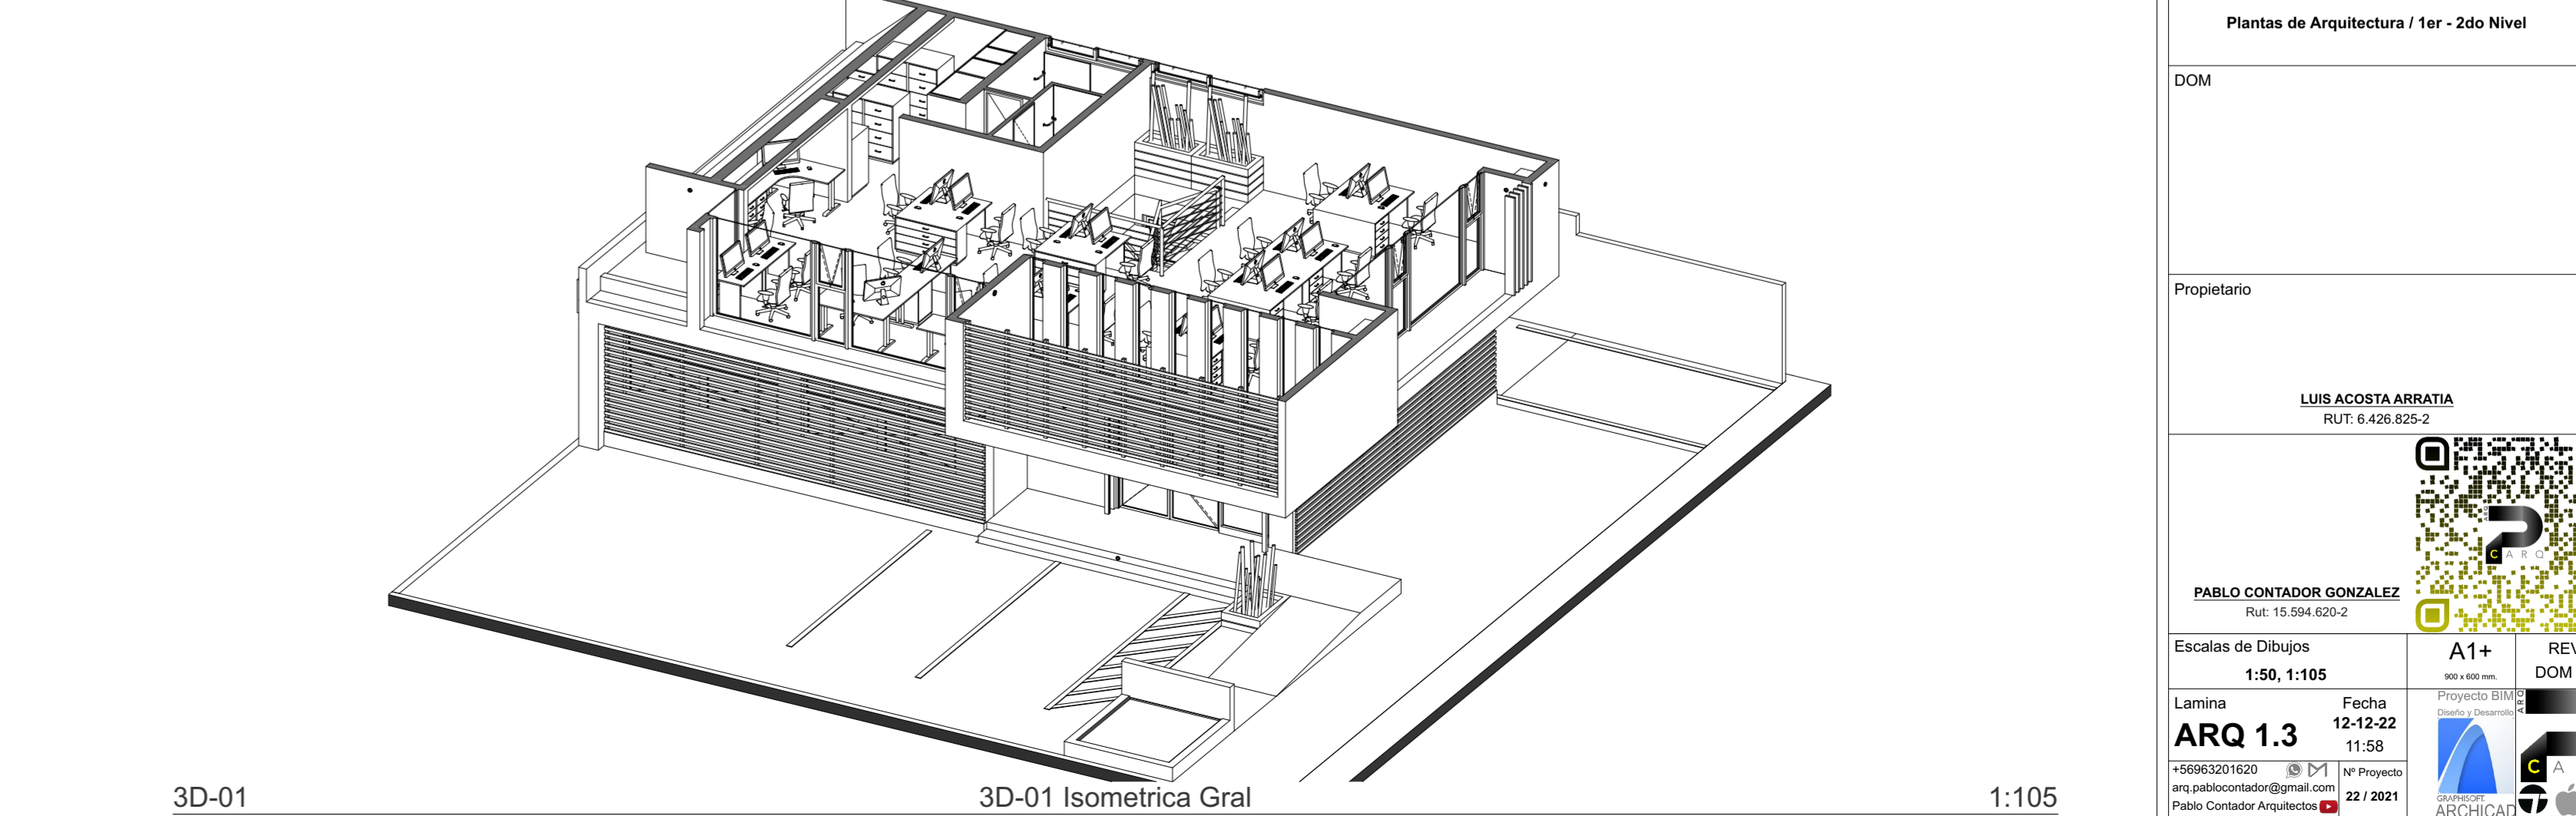 Plantas de Arquitectura / 1er - 2do Nivel
DOM
Propietario
LUIS ACOSTA ARRATIA
RUT: 6.426.825-2
ARQ
C A R Q
PABLO CONTADOR GONZALEZ
Rut: 15.594.620-2
Escalas de Dibujos
1:50, 1:105
A1+
900 x 600 mm.
REV
DOM
Lamina
ARQ 1.3
Fecha
12-12-22
11:58
Proyecto BIM
Diseño y Desarrollo
ARQ
C A
+56963201620
arq.pablocontador@gmail.com
Pablo Contador Arquitectos
Nº Proyecto
22 / 2021
GRAPHISOFT.
ARCHICAD
3D-01
3D-01 Isometrica Gral
1:105